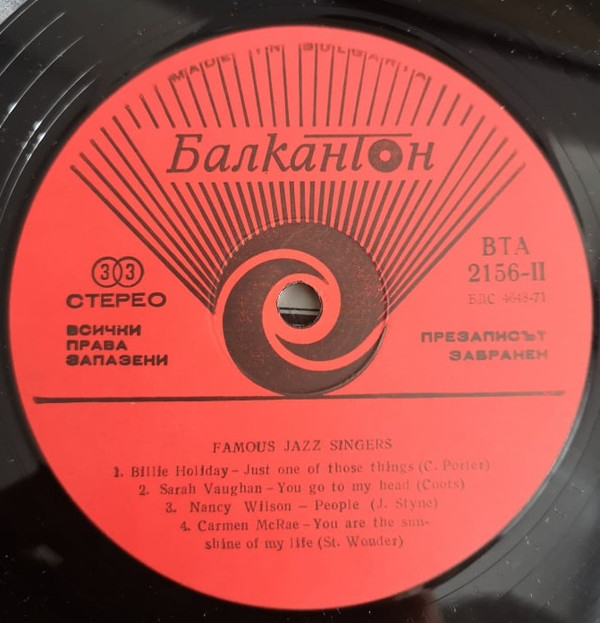 MADE IN BULGARIA
БалканТон
33
СТЕРЕО
ВСИЧКИ
ПРАВА
ЗАПАЗЕНИ
ВТА
2156-II
БДС 4648-71
ПРЕЗАПИСЪТ
ЗАБРАНЕН
FAMOUS JAZZ SINGERS
1. Billie Holiday – Just one of those things (C. Porter)
2. Sarah Vaughan – You go to my head (Coots)
3. Nancy Wilson – People (J. Styne)
4. Carmen McRae – You are the sun-
shine of my life (St. Wonder)